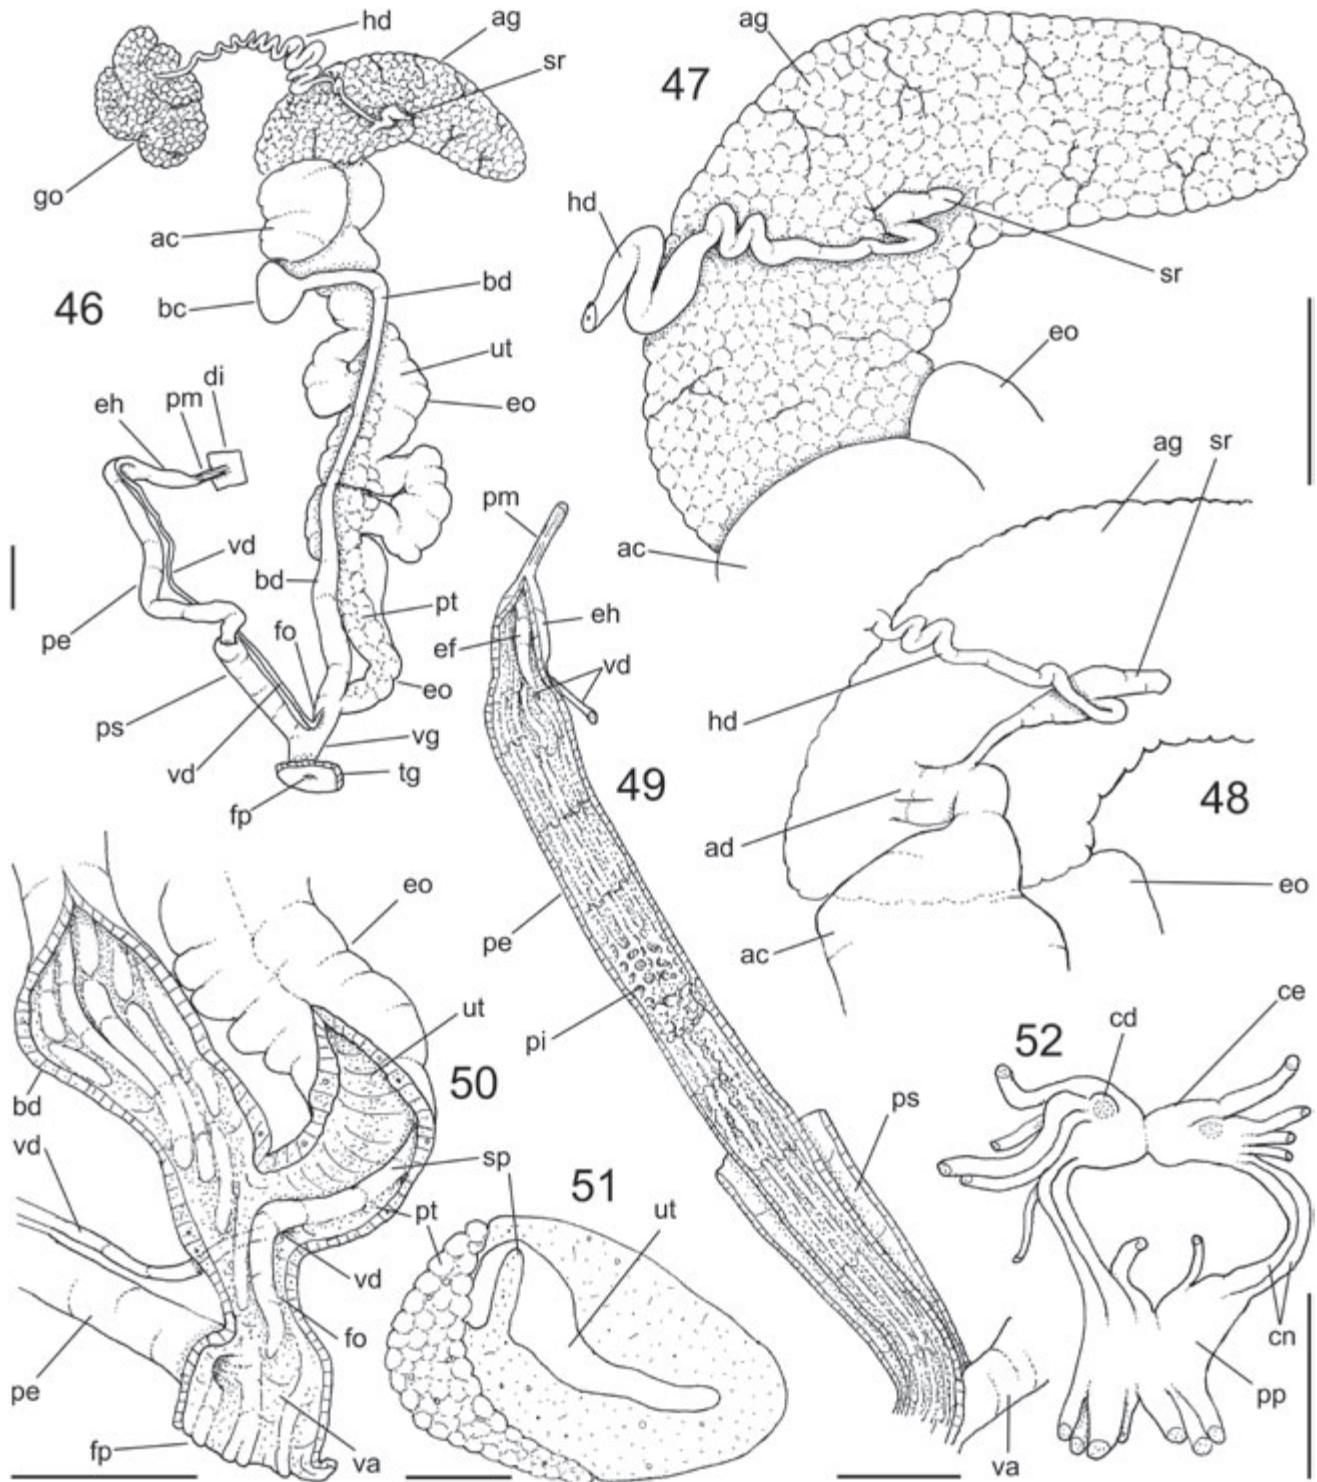 hd
ag
sr
go
ac
46
bc
bd
ut
di
pm
eh
eo
vd
pe
bd
pt
fo
eo
ps
vg
vd
tg
fp
47
ag
hd
sr
eo
ac
48
ag
sr
hd
ad
eo
ac
49
pm
eh
ef
vd
pe
pi
ps
va
50
eo
ut
bd
vd
sp
pt
vd
fo
pe
fp
va
51
ut
52
cd
ce
cn
pp